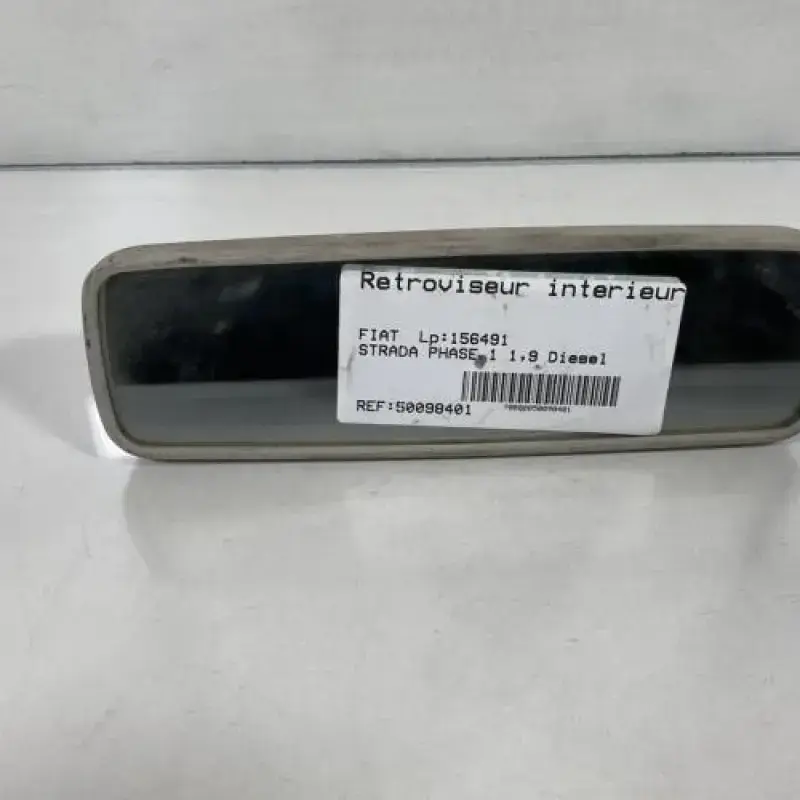 Retroviseur interieur
FIAT Lp:156491
STRADA PHASE 1 1,9 Diesel
REF:50098401